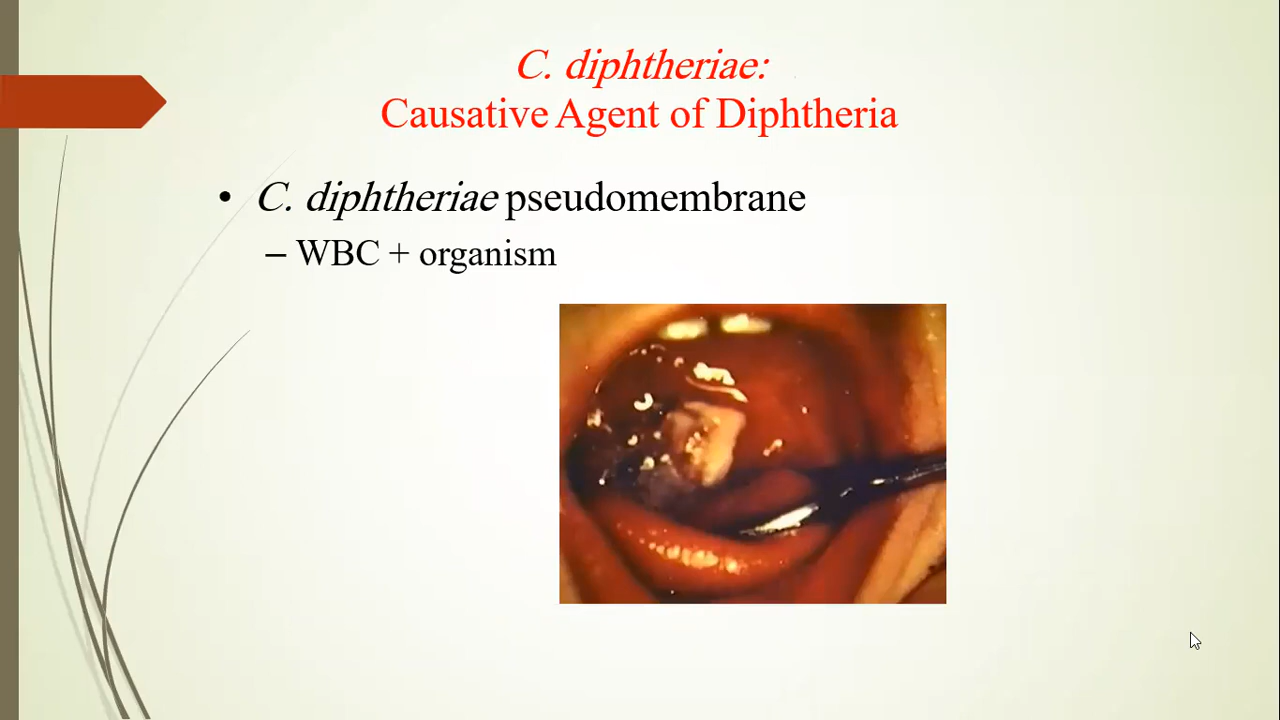 C. diphtheriae:
Causative Agent of Diphtheria
• C. diphtheriae pseudomembrane
– WBC + organism